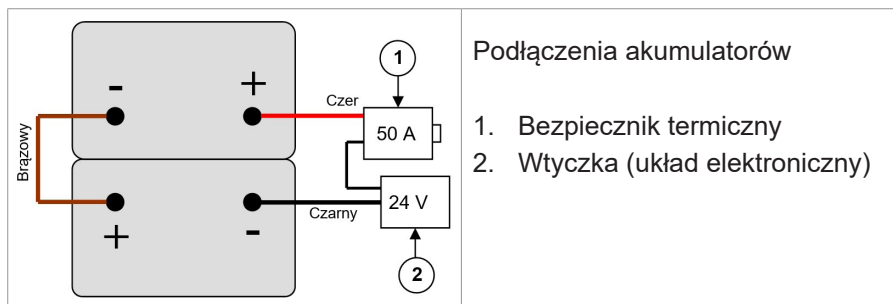 1
- +
Czer
50 A
Brązowy
24 V
Czarny
+ -
2
Podłączenia akumulatorów
1. Bezpiecznik termiczny
2. Wtyczka (układ elektroniczny)